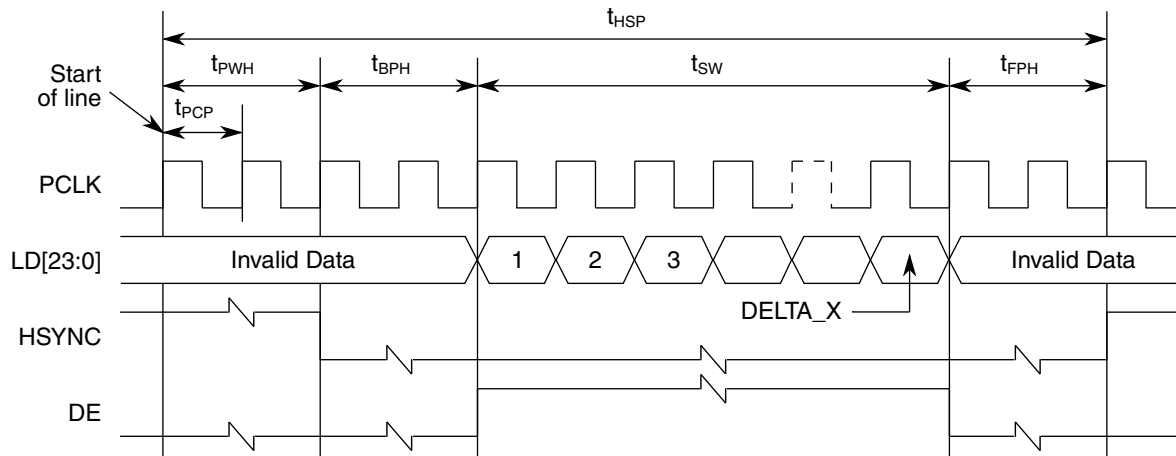 tHSP
tPWH
tBPH
tSW
tFPH
Start
of line
tPCP
PCLK
LD[23:0]
Invalid Data
1
2
3
Invalid Data
DELTA_X
HSYNC
DE